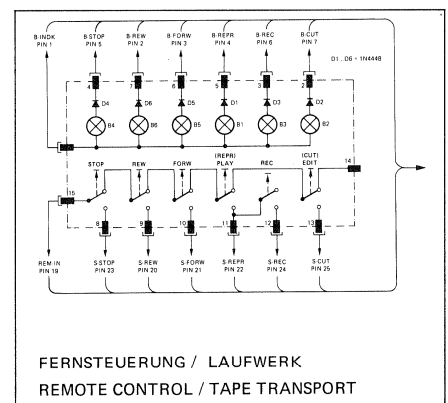 B-INDK B-STOP B-REW B-FORW B-REPR B-REC B-CUT
PIN 1 PIN 5 PIN 2 PIN 3 PIN 4 PIN 6 PIN 7
D1 . D6 = 1N4448
4 7 6 5 3 2
D4 D6 D5 D1 D3 D2
B4 B6 B5 B1 B3 B2
(REPR) (CUT)
STOP REW FORW PLAY REC EDIT
14
15
8 9 10 11 12 13
REM-IN S-STOP S-REW S-FORW S-REPR S-REC S-CUT
PIN 19 PIN 23 PIN 20 PIN 21 PIN 22 PIN 24 PIN 25
FERNSTEUERUNG / LAUFWERK
REMOTE CONTROL / TAPE TRANSPORT